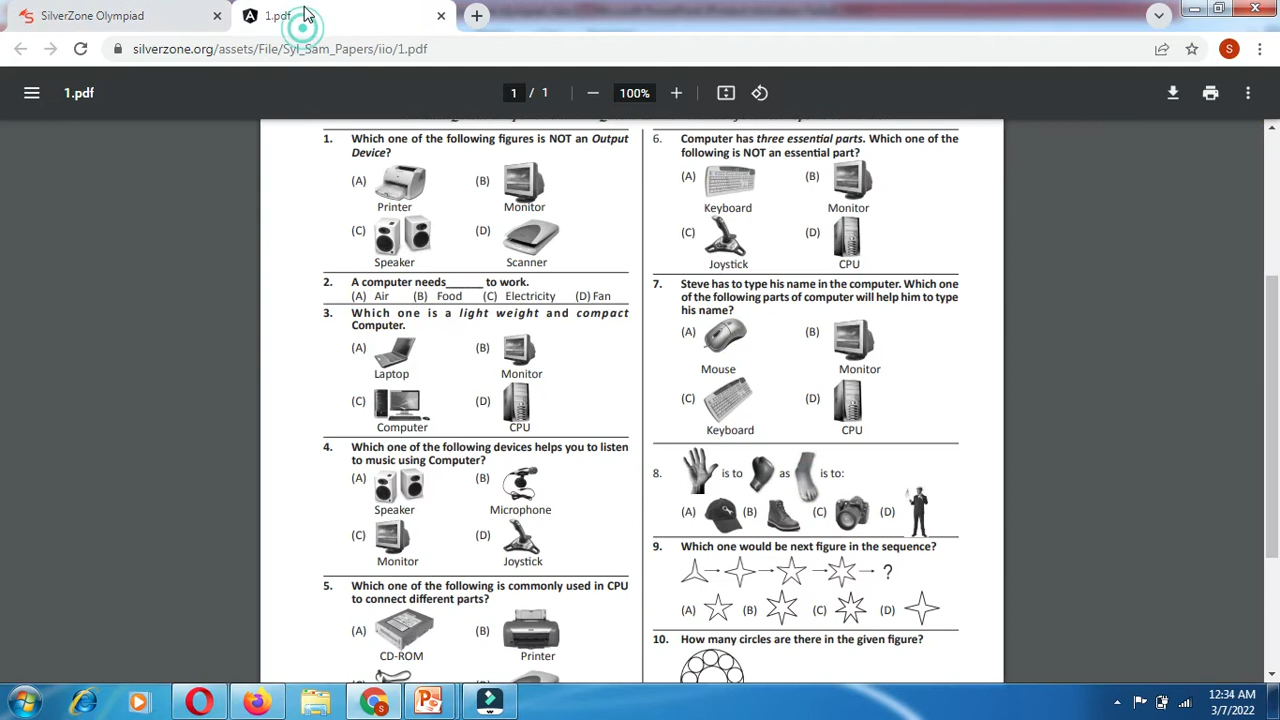 SilverZone Olympiad
1.pdf
silverzone.org/assets/File/Syl_Sam_Papers/iio/1.pdf
S
1.pdf
1 / 1
100%
1. Which one of the following figures is NOT an Output
Device?
(A)
(B)
Printer
Monitor
(C)
(D)
Speaker
Scanner
2. A computer needs______ to work.
(A) Air (B) Food (C) Electricity (D) Fan
3. Which one is a light weight and compact
Computer.
(A)
(B)
Laptop
Monitor
(C)
(D)
Computer
CPU
4. Which one of the following devices helps you to listen
to music using Computer?
(A)
(B)
Speaker
Microphone
(C)
(D)
Monitor
Joystick
5. Which one of the following is commonly used in CPU
to connect different parts?
(A)
(B)
CD-ROM
Printer
6. Computer has three essential parts. Which one of the
following is NOT an essential part?
(A)
(B)
Keyboard
Monitor
(C)
(D)
Joystick
CPU
7. Steve has to type his name in the computer. Which one
of the following parts of computer will help him to type
his name?
(A)
(B)
Mouse
Monitor
(C)
(D)
Keyboard
CPU
8. is to as is to:
(A) (B) (C) (D)
9. Which one would be next figure in the sequence?
?
(A) (B) (C) (D)
10. How many circles are there in the given figure?
12:34 AM
3/7/2022